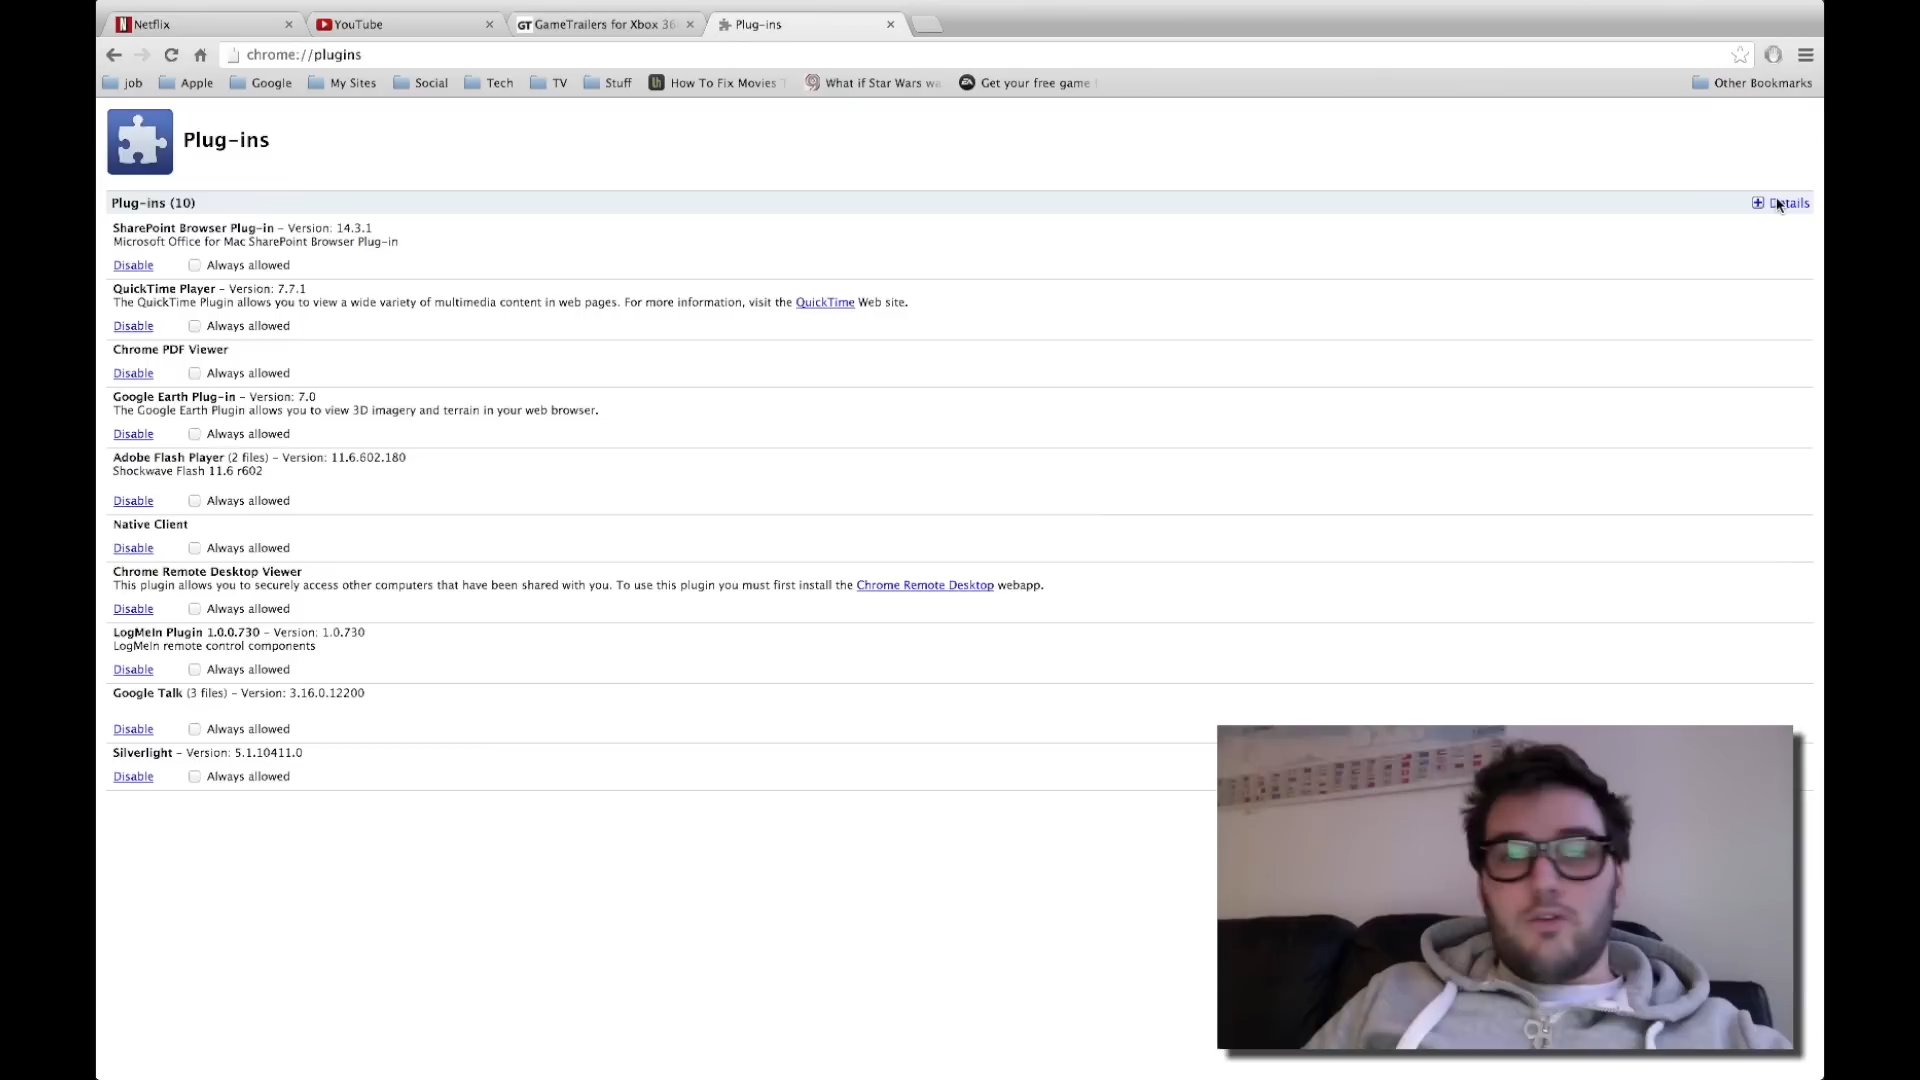 Netflix
YouTube
GT GameTrailers for Xbox 36
Plug-ins
chrome://plugins
job
Apple
Google
My Sites
Social
Tech
TV
Stuff
How To Fix Movies
What if Star Wars wa
Get your free game
Other Bookmarks
Plug-ins
Plug-ins (10)
Details
SharePoint Browser Plug-in - Version: 14.3.1
Microsoft Office for Mac SharePoint Browser Plug-in
Disable Always allowed
QuickTime Player - Version: 7.7.1
The QuickTime Plugin allows you to view a wide variety of multimedia content in web pages. For more information, visit the QuickTime Web site.
Disable Always allowed
Chrome PDF Viewer
Disable Always allowed
Google Earth Plug-in - Version: 7.0
The Google Earth Plugin allows you to view 3D imagery and terrain in your web browser.
Disable Always allowed
Adobe Flash Player (2 files) - Version: 11.6.602.180
Shockwave Flash 11.6 r602
Disable Always allowed
Native Client
Disable Always allowed
Chrome Remote Desktop Viewer
This plugin allows you to securely access other computers that have been shared with you. To use this plugin you must first install the Chrome Remote Desktop webapp.
Disable Always allowed
LogMeIn Plugin 1.0.0.730 - Version: 1.0.730
LogMeIn remote control components
Disable Always allowed
Google Talk (3 files) - Version: 3.16.0.12200
Disable Always allowed
Silverlight - Version: 5.1.10411.0
Disable Always allowed